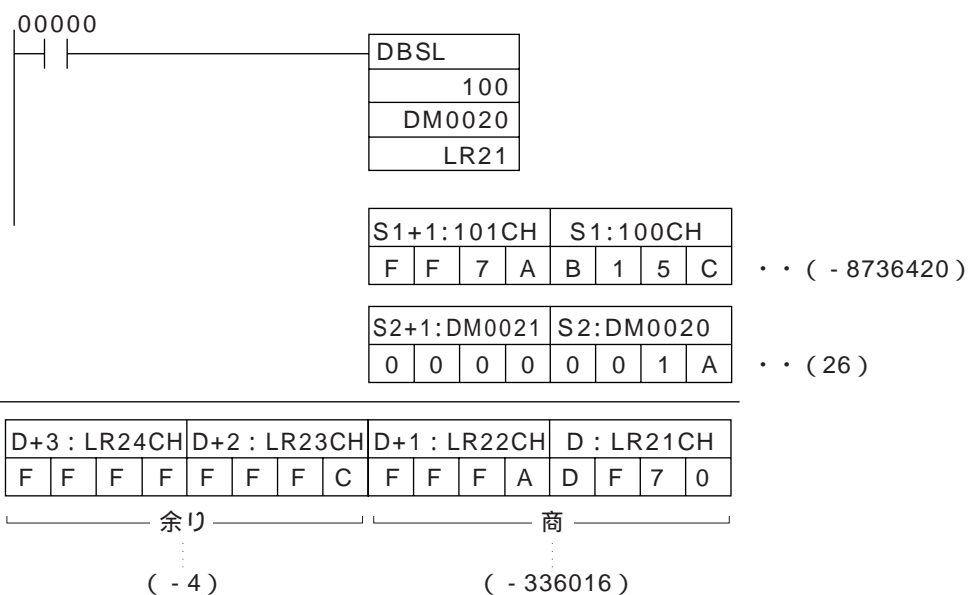 00000
DBSL
100
DM0020
LR21
S1+1:101CH S1:100CH
F F 7 A B 1 5 C ・・( - 8736420 )
S2+1:DM0021 S2:DM0020
0 0 0 0 0 0 1 A ・・( 26 )
D+3 : LR24CH D+2 : LR23CH D+1 : LR22CH D : LR21CH
F F F F F F F C F F F A D F 7 0
余り 商
( - 4 ) ( - 336016 )